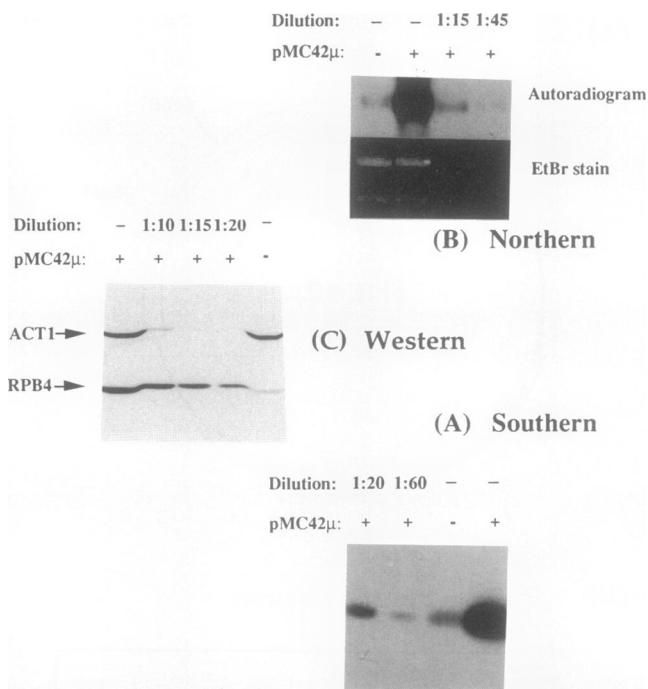 Dilution: – – 1:15 1:45
pMC42µ: - + + +
Autoradiogram
EtBr stain
(B) Northern
Dilution: – 1:10 1:15 1:20 –
pMC42µ: + + + + -
ACT1
RPB4
(C) Western
(A) Southern
Dilution: 1:20 1:60 – –
pMC42µ: + + - +